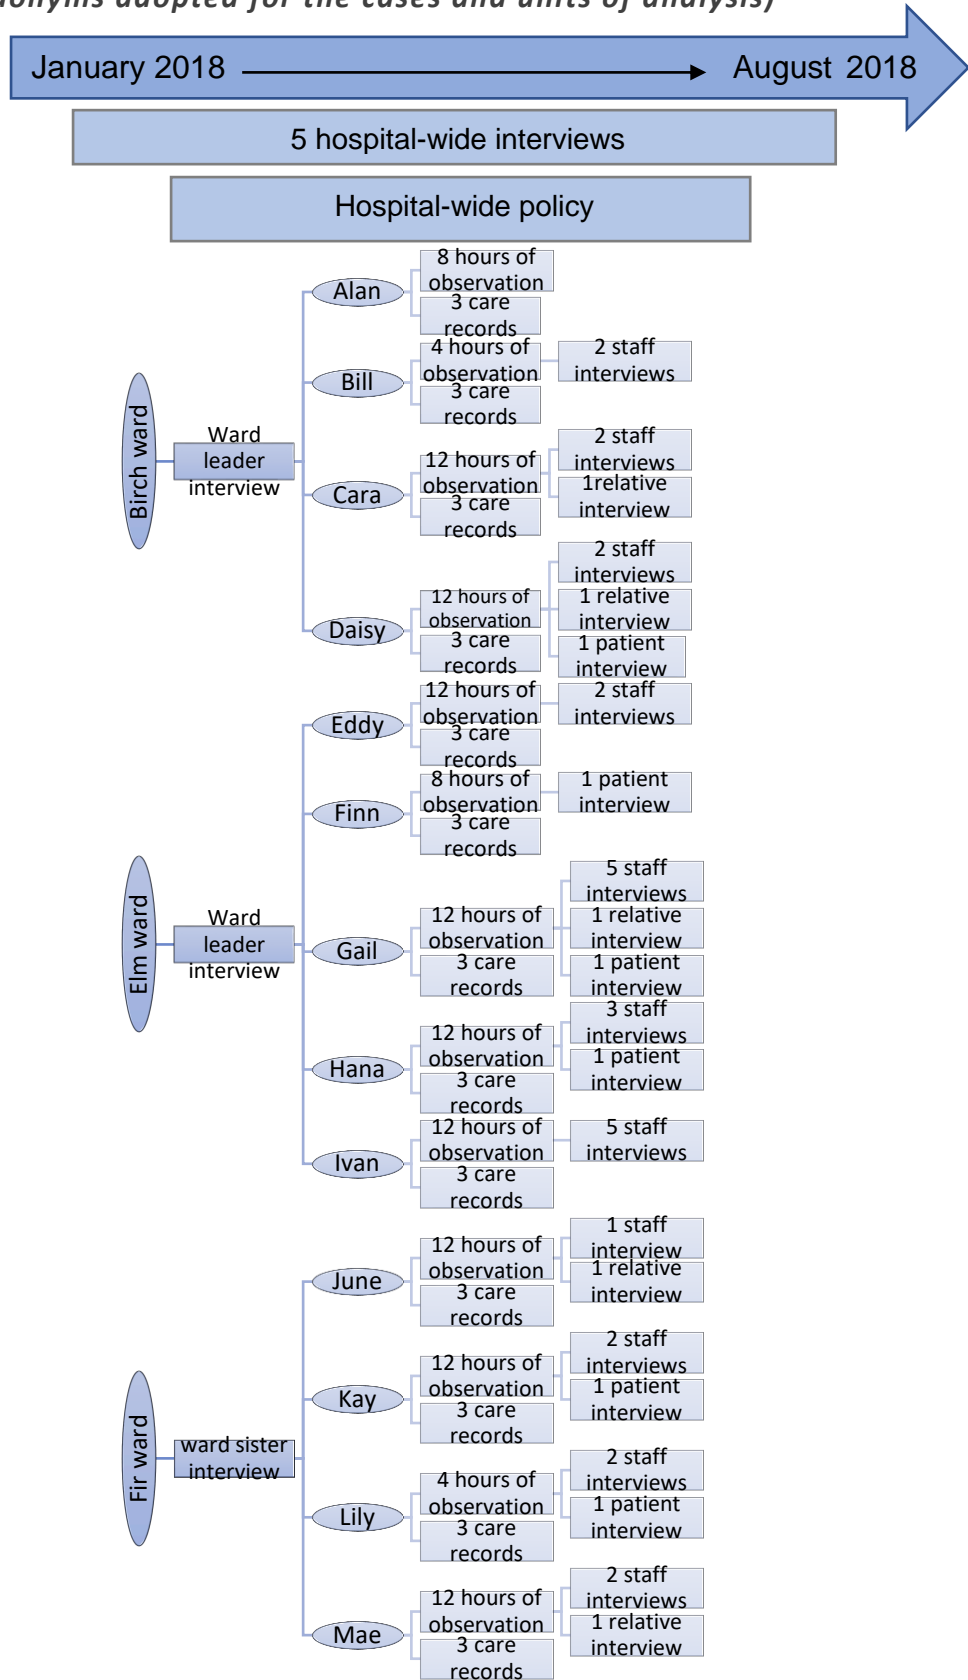 donyms adopted for the cases and units of analysis)
January 2018
August 2018
5 hospital-wide interviews
Hospital-wide policy
Birch ward
Ward
leader
interview
Alan
8 hours of
observation
3 care
records
Bill
4 hours of
observation
3 care
records
2 staff
interviews
Cara
12 hours of
observation
3 care
records
2 staff
interviews
1relative
interview
Daisy
12 hours of
observation
3 care
records
2 staff
interviews
1 relative
interview
1 patient
interview
Elm ward
Ward
leader
interview
Eddy
12 hours of
observation
3 care
records
2 staff
interviews
Finn
8 hours of
observation
3 care
records
1 patient
interview
Gail
12 hours of
observation
3 care
records
5 staff
interviews
1 relative
interview
1 patient
interview
Hana
12 hours of
observation
3 care
records
3 staff
interviews
1 patient
interview
Ivan
12 hours of
observation
3 care
records
5 staff
interviews
Fir ward
ward sister
interview
June
12 hours of
observation
3 care
records
1 staff
interview
1 relative
interview
Kay
12 hours of
observation
3 care
records
2 staff
interviews
1 patient
interview
Lily
4 hours of
observation
3 care
records
2 staff
interviews
1 patient
interview
Mae
12 hours of
observation
3 care
records
2 staff
interviews
1 relative
interview